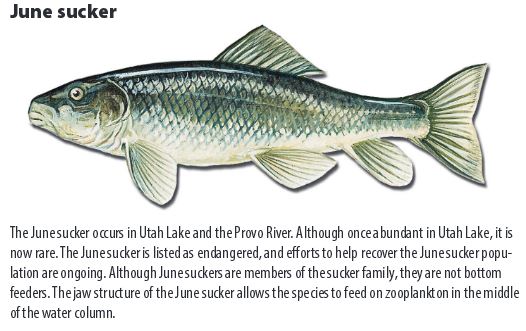 June sucker
The June sucker occurs in Utah Lake and the Provo River. Although once abundant in Utah Lake, it is
now rare. The June sucker is listed as endangered, and efforts to help recover the June sucker popu-
lation are ongoing. Although June suckers are members of the sucker family, they are not bottom
feeders. The jaw structure of the June sucker allows the species to feed on zooplankton in the middle
of the water column.